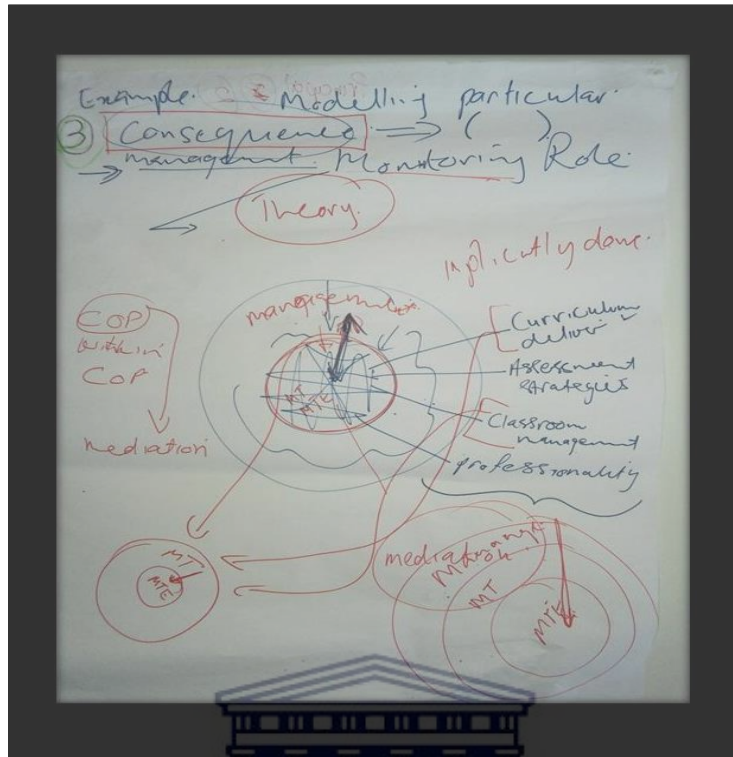 Example. Modelling particular.
3 Consequence ⇒ ( )
→ management. Monitoring Role
Theory.
Implicitly done.
management
COP
within
COP
mediation
Curriculum
deliver
Assessment
strategies
Classroom
management
professionality
MT
MTE
MT
MTE
mediation
MT
MTE